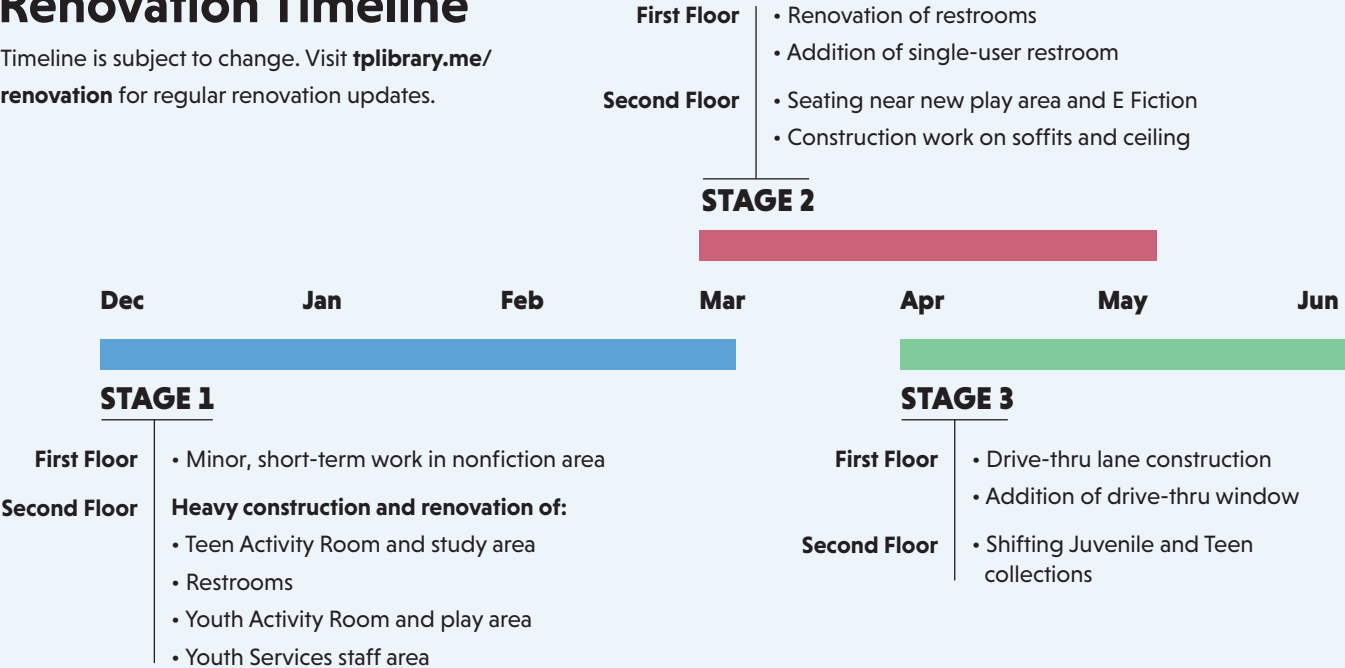 Renovation Timeline
Timeline is subject to change. Visit tplibrary.me/
renovation for regular renovation updates.
First Floor
• Renovation of restrooms
• Addition of single-user restroom
Second Floor
• Seating near new play area and E Fiction
• Construction work on soffits and ceiling
STAGE 2
Dec Jan Feb Mar Apr May Jun
STAGE 1
First Floor
• Minor, short-term work in nonfiction area
Second Floor
Heavy construction and renovation of:
• Teen Activity Room and study area
• Restrooms
• Youth Activity Room and play area
• Youth Services staff area
STAGE 3
First Floor
• Drive-thru lane construction
• Addition of drive-thru window
Second Floor
• Shifting Juvenile and Teen
collections